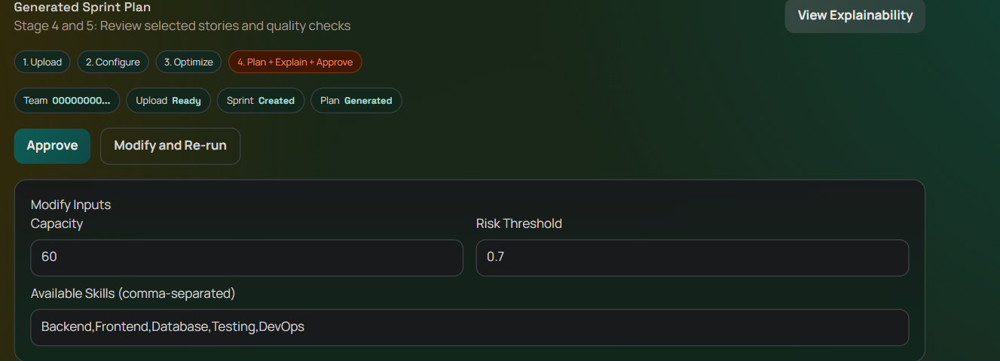 Generated Sprint Plan
Stage 4 and 5: Review selected stories and quality checks
View Explainability
1. Upload
2. Configure
3. Optimize
4. Plan + Explain + Approve
Team 00000000...
Upload Ready
Sprint Created
Plan Generated
Approve
Modify and Re-run
Modify Inputs
Capacity
Risk Threshold
60
0.7
Available Skills (comma-separated)
Backend,Frontend,Database,Testing,DevOps